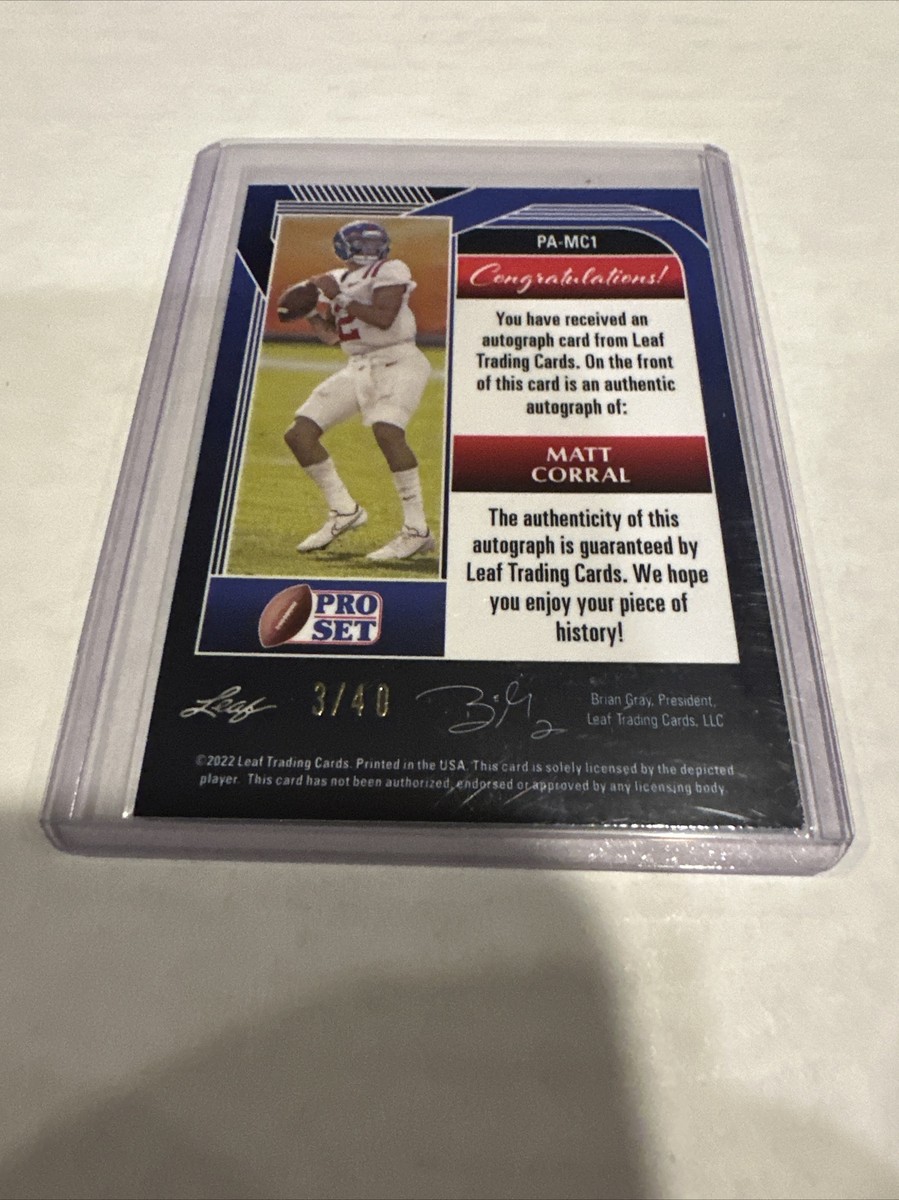 PA-MC1
Congratulations!
You have received an
autograph card from Leaf
Trading Cards. On the front
of this card is an authentic
autograph of:
MATT
CORRAL
The authenticity of this
autograph is guaranteed by
Leaf Trading Cards. We hope
you enjoy your piece of
history!
2
PRO
SET
Leaf
3/40
Brian Gray, President,
Leaf Trading Cards, LLC
©2022 Leaf Trading Cards. Printed in the USA. This card is solely licensed by the depicted
player. This card has not been authorized, endorsed or approved by any licensing body.